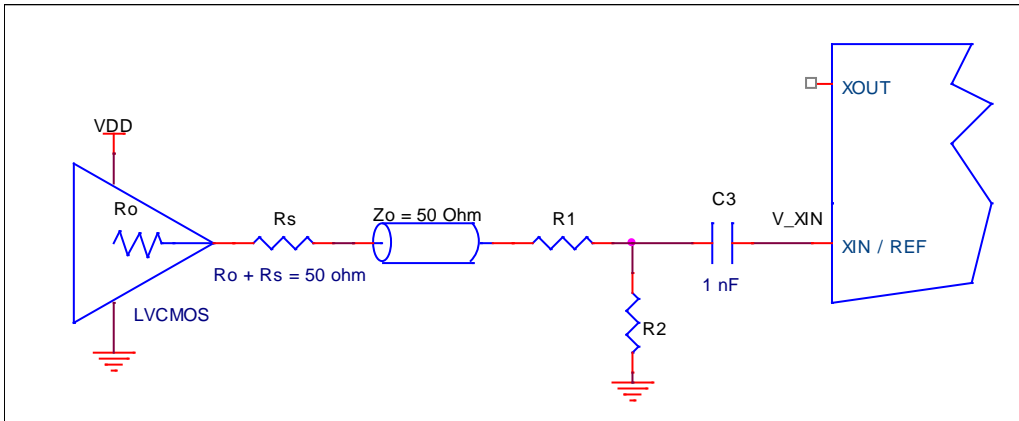 XOUT
VDD
Ro
Rs
Zo = 50 Ohm
R1
C3
V_XIN
XIN / REF
Ro + Rs = 50 ohm
1 nF
LVCMOS
R2